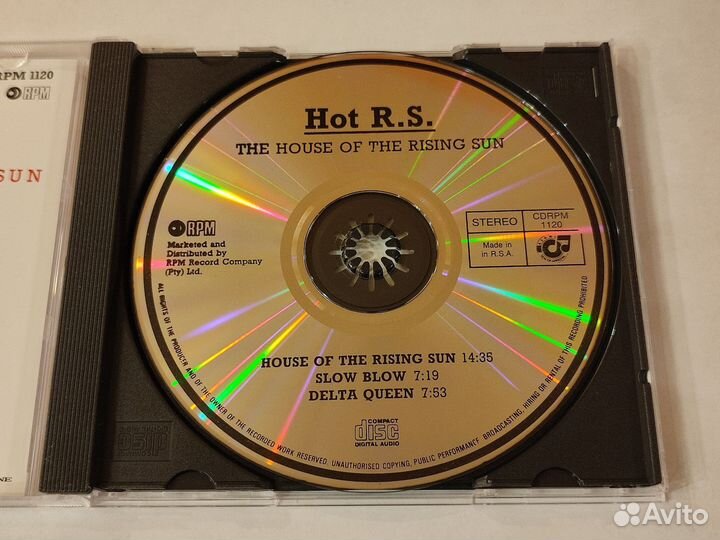 RPM 1120
RPM
SUN
NE
Hot R.S.
THE HOUSE OF THE RISING SUN
RPM
Marketed and
Distributed by
RPM Record Company
(Pty) Ltd.
STEREO
CDRPM
1120
Made in
in R.S.A.
HOUSE OF THE RISING SUN 14:35
SLOW BLOW 7:19
DELTA QUEEN 7:53
COMPACT
disc
DIGITAL AUDIO
ALL RIGHTS OF THE PRODUCER AND OF THE OWNER OF THE RECORDED WORK RESERVED. UNAUTHORISED COPYING, PUBLIC PERFORMANCE, BROADCASTING, HIRING OR RENTAL OF THIS RECORDING PROHIBITED
Avito